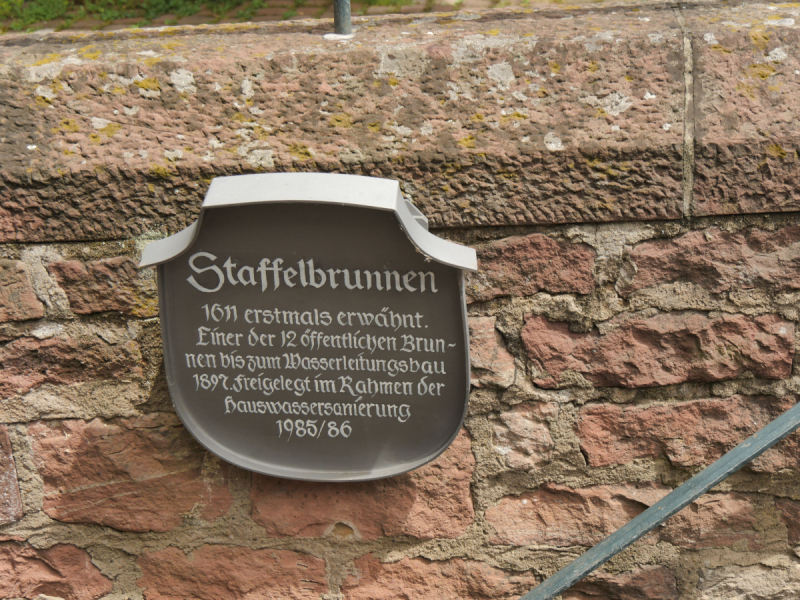 Staffelbrunnen
1611 erstmals erwähnt.
Einer der 12 öffentlichen Brun-
nen bis zum Wasserleitungsbau
1897. Freigelegt im Rahmen der
Hauswassersanierung
1985/86